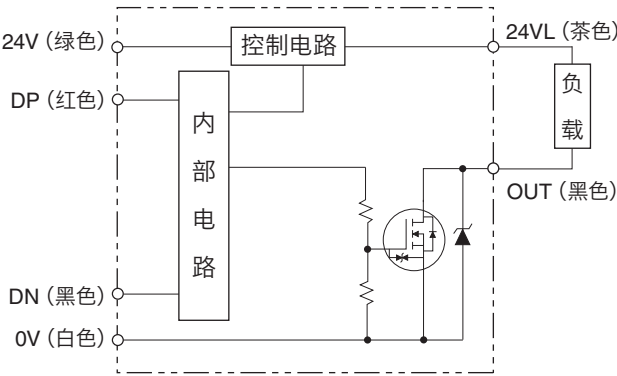 24V (绿色)
控制电路
24VL (茶色)
DP (红色)
内部电路
负载
OUT (黑色)
DN (黑色)
0V (白色)